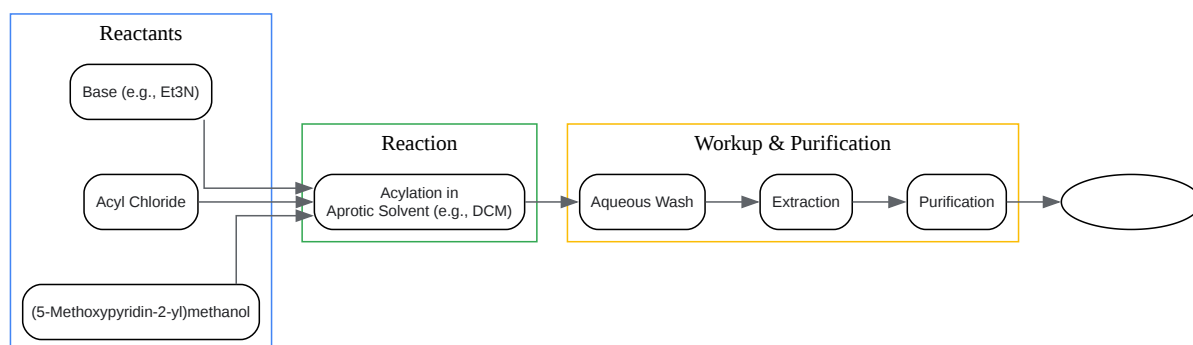 Reactants
Base (e.g., Et3N)
Acyl Chloride
(5-Methoxypyridin-2-yl)methanol
Reaction
Acylation in
Aprotic Solvent (e.g., DCM)
Workup & Purification
Aqueous Wash
Extraction
Purification